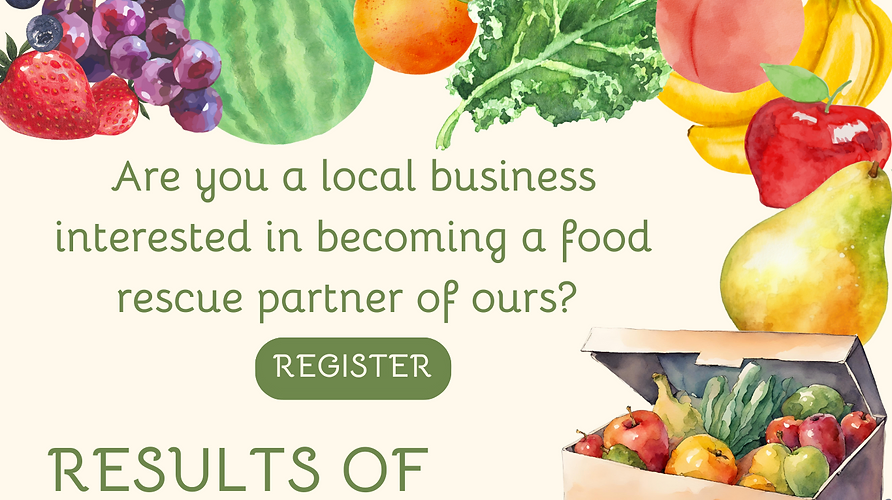 Are you a local business
interested in becoming a food
rescue partner of ours?
REGISTER
RESULTS OF